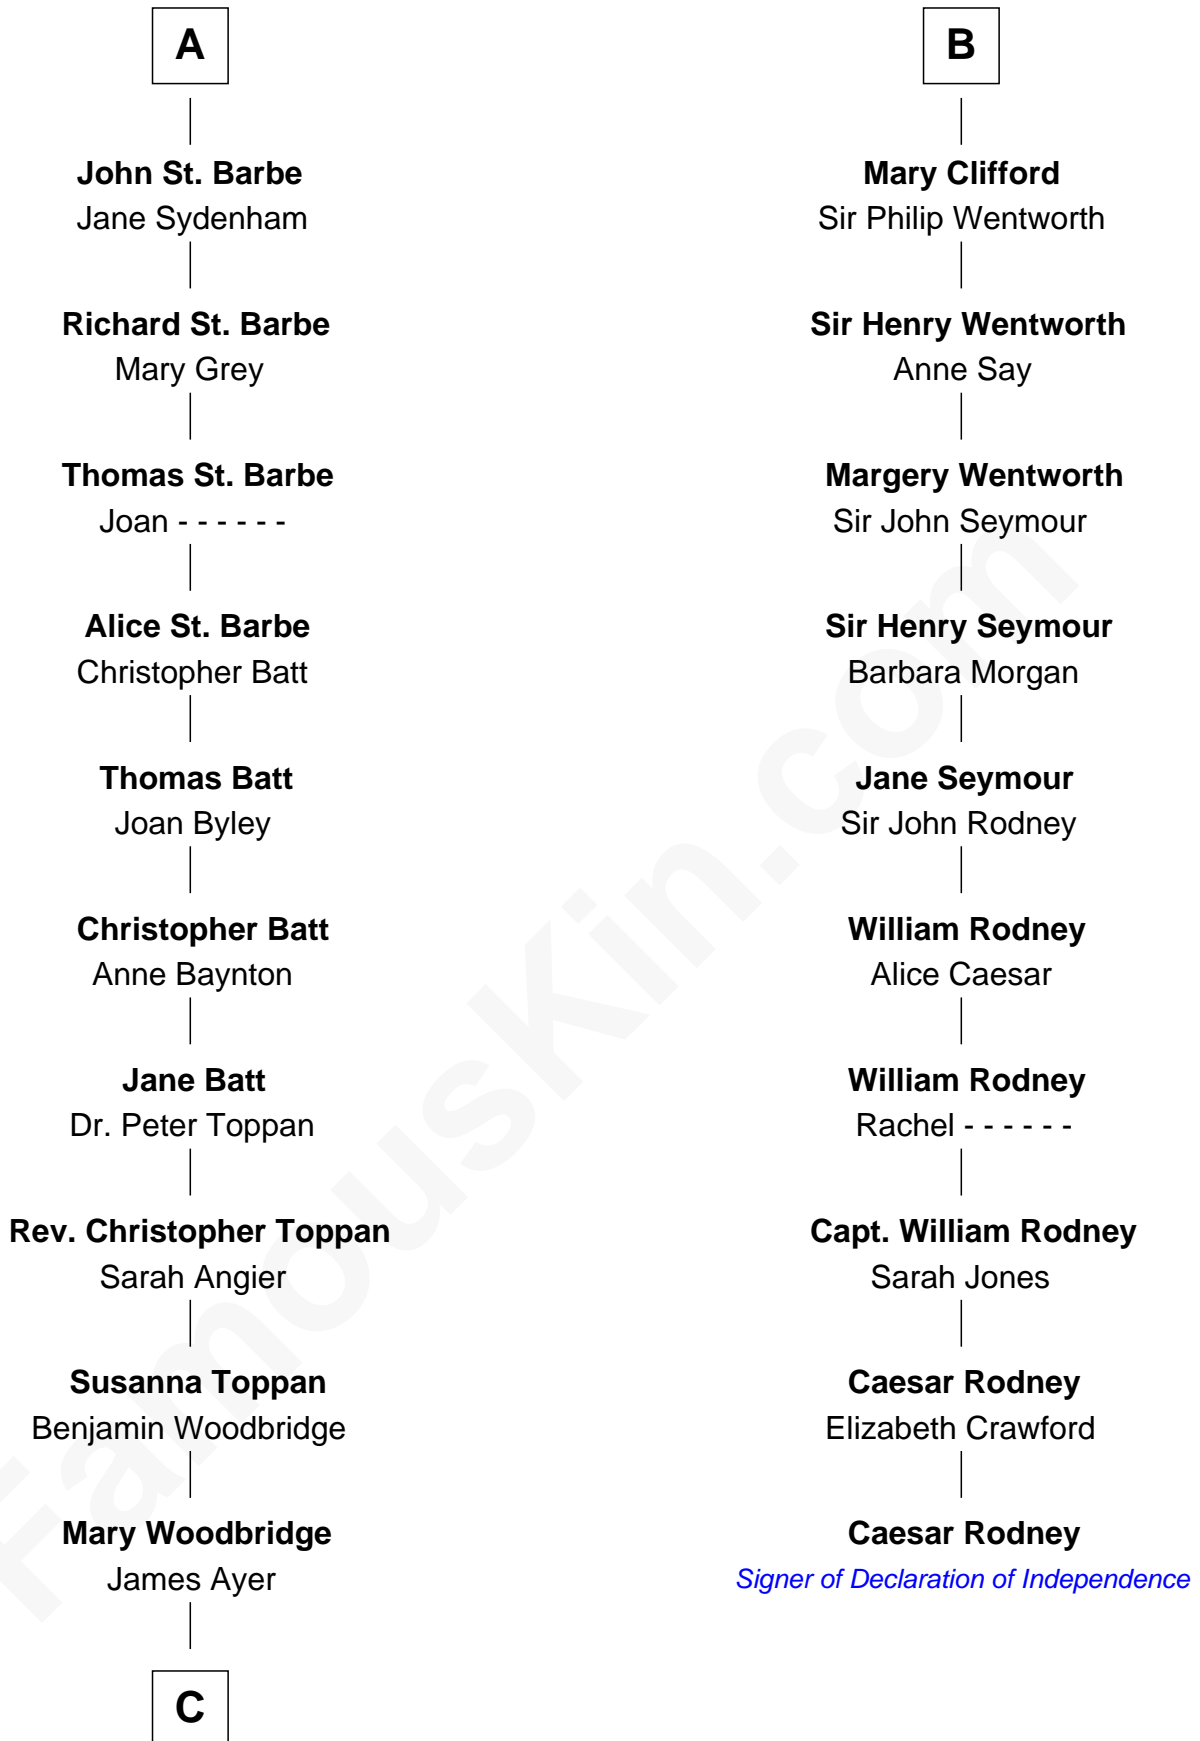 A
John St. Barbe
Jane Sydenham
Richard St. Barbe
Mary Grey
Thomas St. Barbe
Joan - - - - - -
Alice St. Barbe
Christopher Batt
Thomas Batt
Joan Byley
Christopher Batt
Anne Baynton
Jane Batt
Dr. Peter Toppan
Rev. Christopher Toppan
Sarah Angier
Susanna Toppan
Benjamin Woodbridge
Mary Woodbridge
James Ayer
C
B
Mary Clifford
Sir Philip Wentworth
Sir Henry Wentworth
Anne Say
Margery Wentworth
Sir John Seymour
Sir Henry Seymour
Barbara Morgan
Jane Seymour
Sir John Rodney
William Rodney
Alice Caesar
William Rodney
Rachel - - - - - -
Capt. William Rodney
Sarah Jones
Caesar Rodney
Elizabeth Crawford
Caesar Rodney
Signer of Declaration of Independence
FamousKin.com